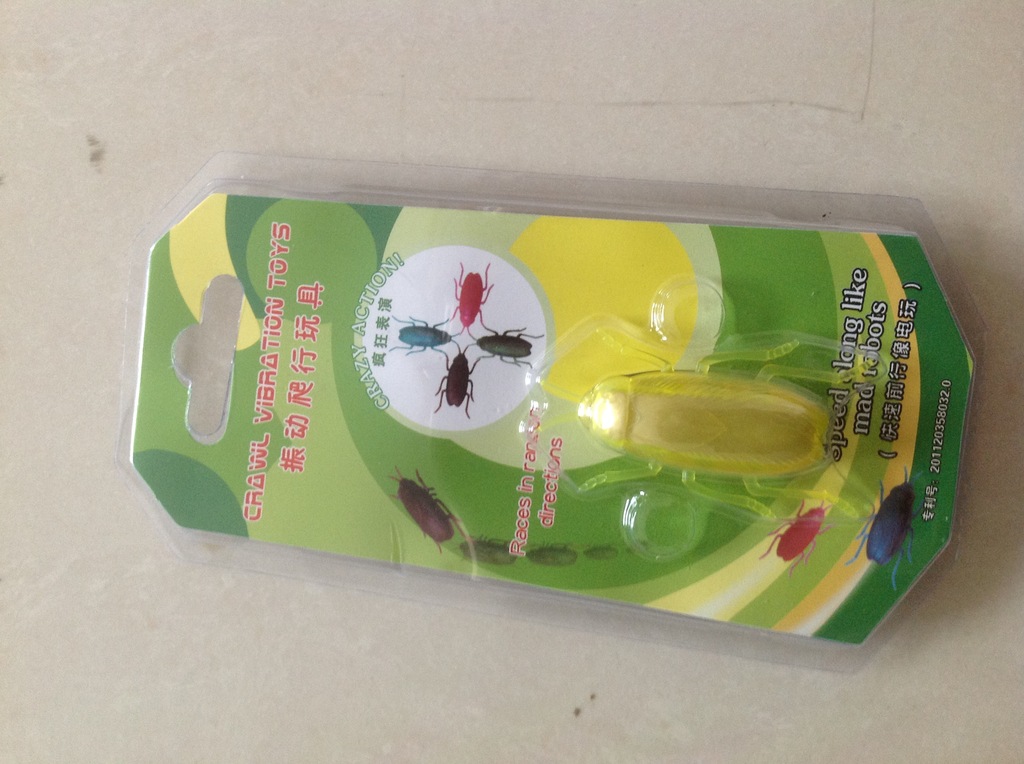 CRAWL VIBRATION TOYS
振动爬行玩具
CRAZY ACTION!!
疯狂表演
Races in random
directions
Speed along like
mad robots
( 快速前行像电玩 )
专利号: 201120358032.0